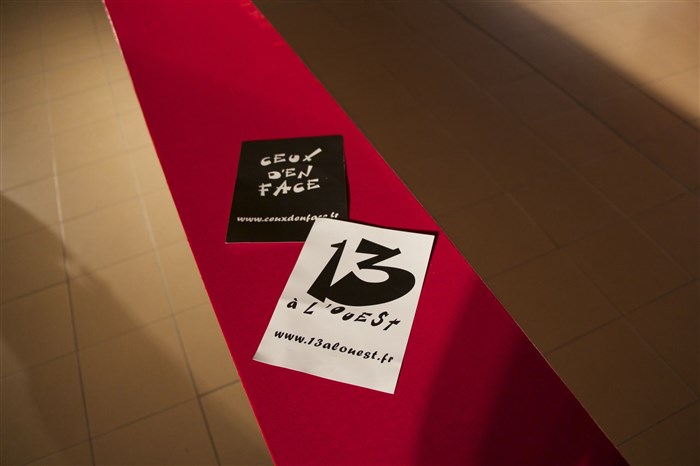 CEUX
D'EN
FACE
www.ceuxdenface.fr
13
à L'OUEST
www.13alouest.fr